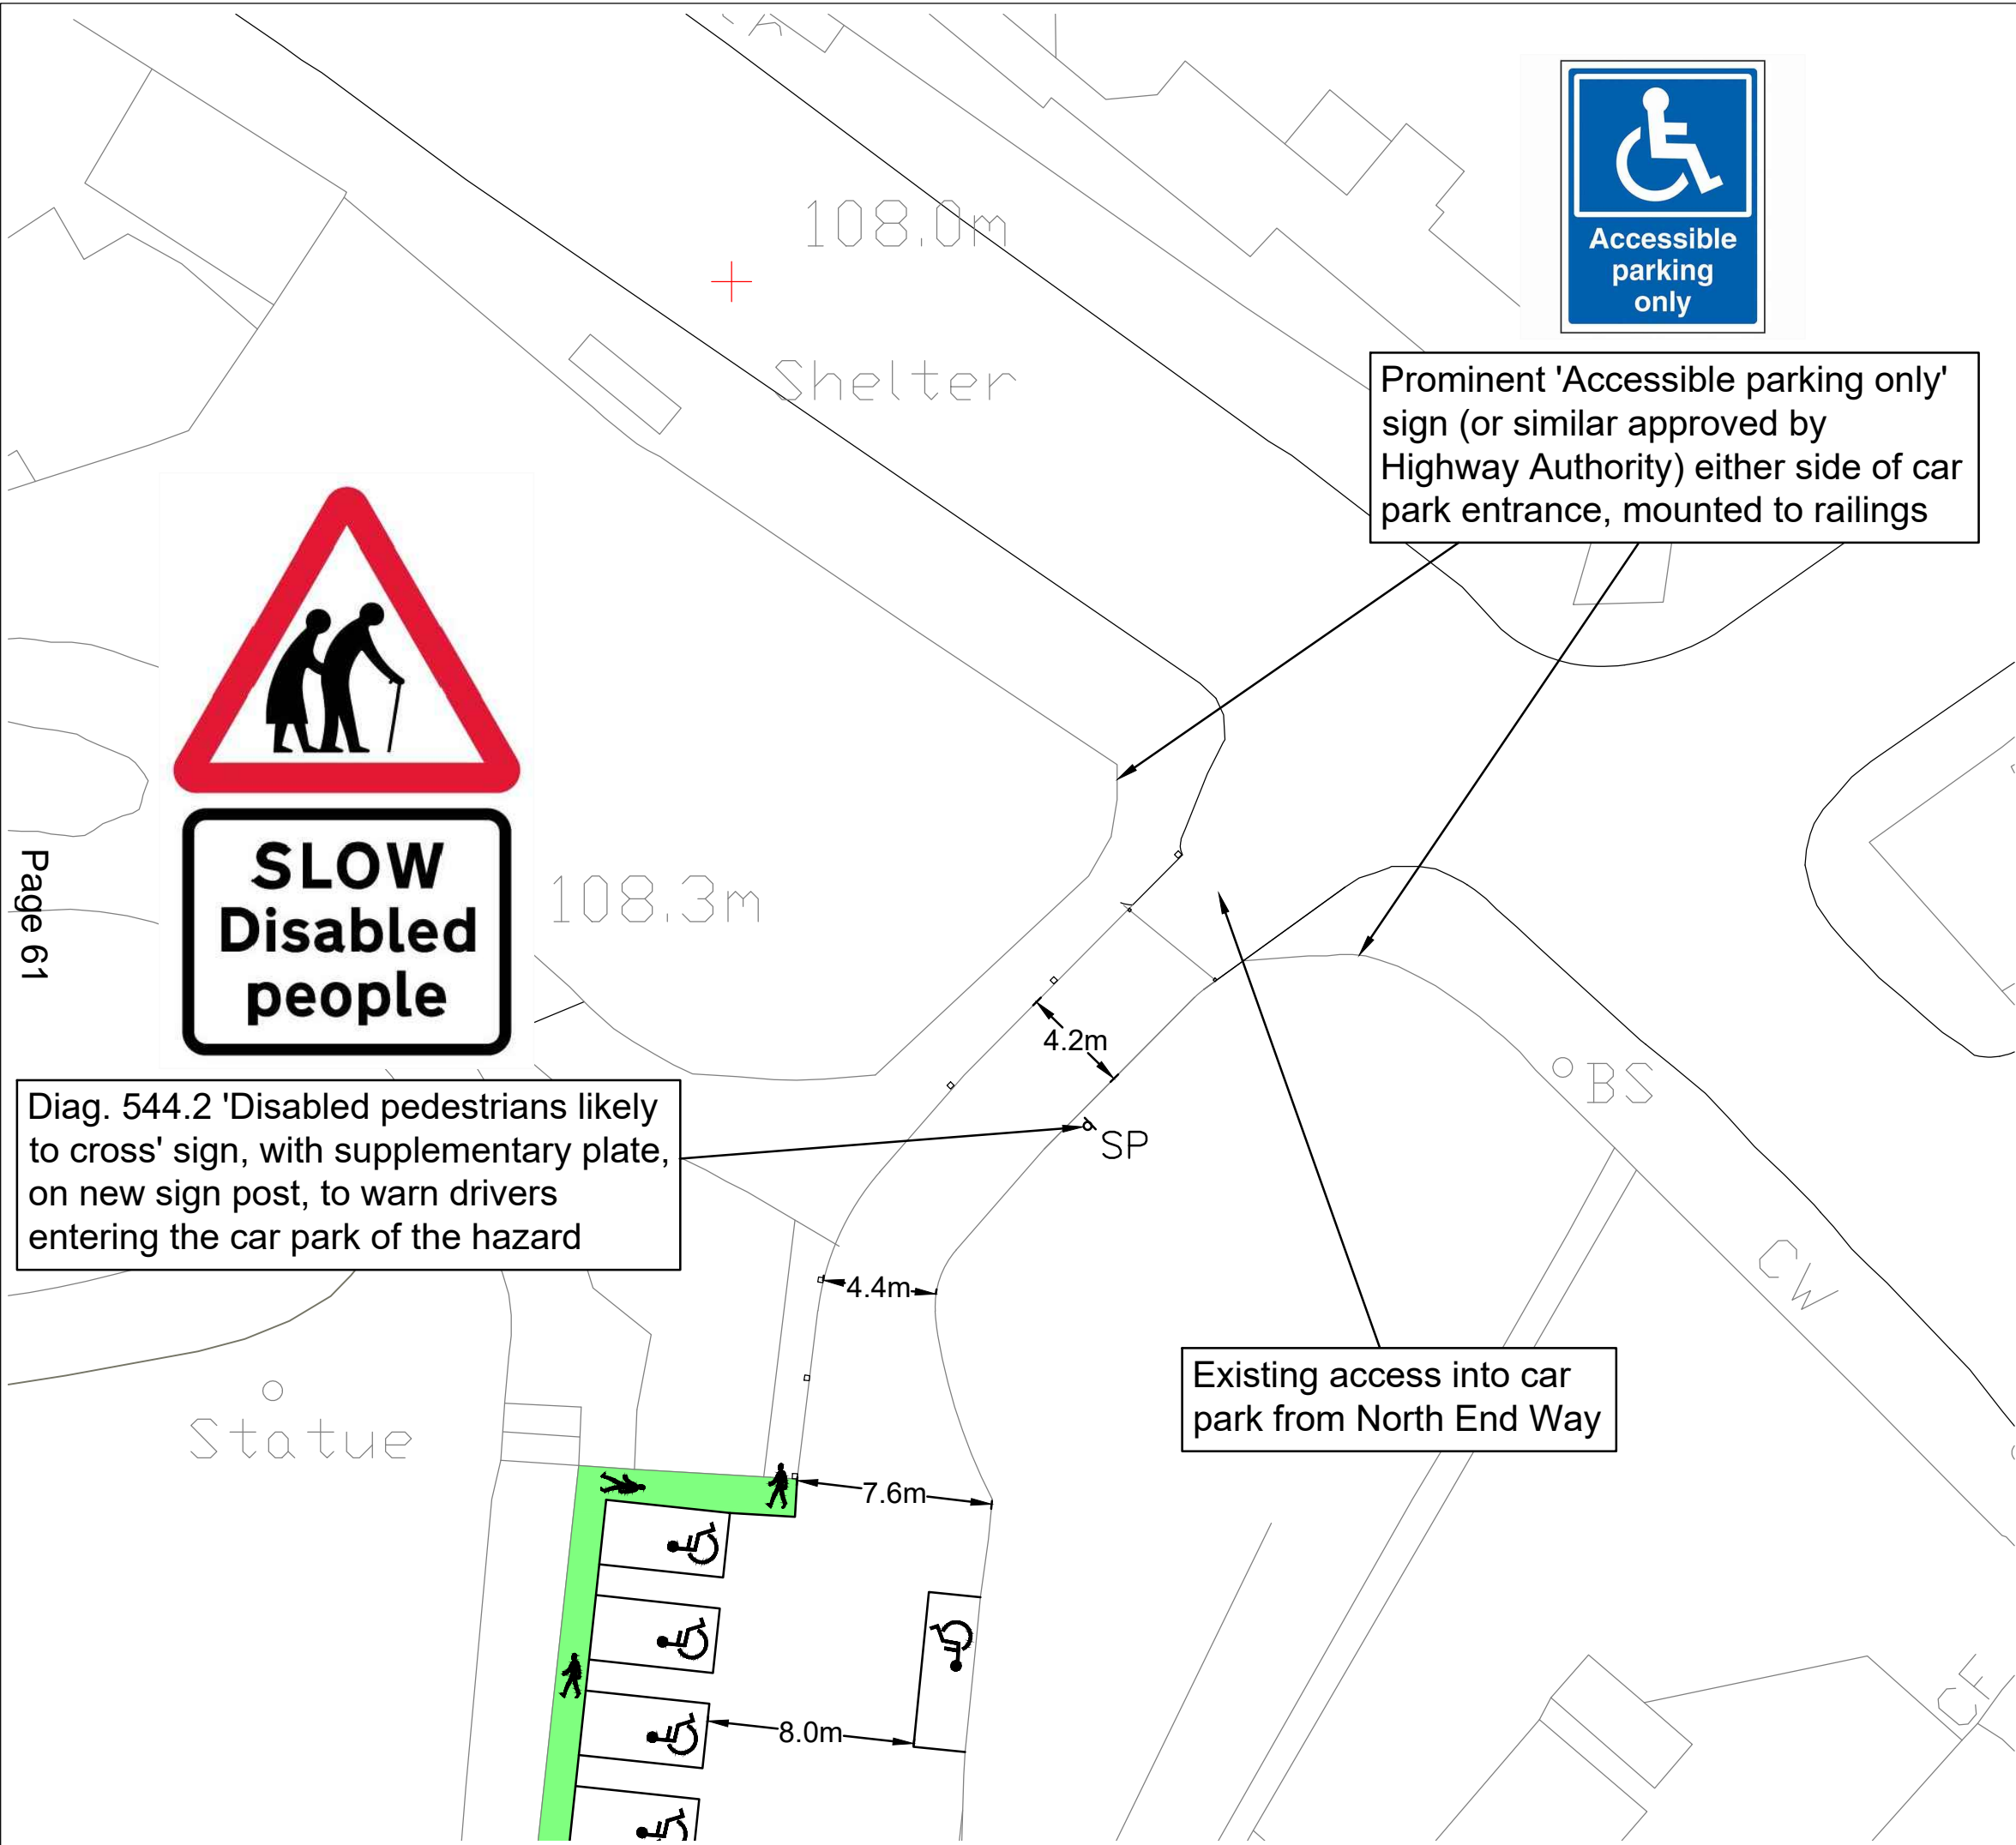 108.0m
Shelter
Accessible
parking
only
Prominent 'Accessible parking only'
sign (or similar approved by
Highway Authority) either side of car
park entrance, mounted to railings
SLOW
Disabled
people
108.3m
Page 61
Diag. 544.2 'Disabled pedestrians likely
to cross' sign, with supplementary plate,
on new sign post, to warn drivers
entering the car park of the hazard
4.2m
SP
BS
CW
4.4m
Existing access into car
park from North End Way
Statue
7.6m
8.0m
CF